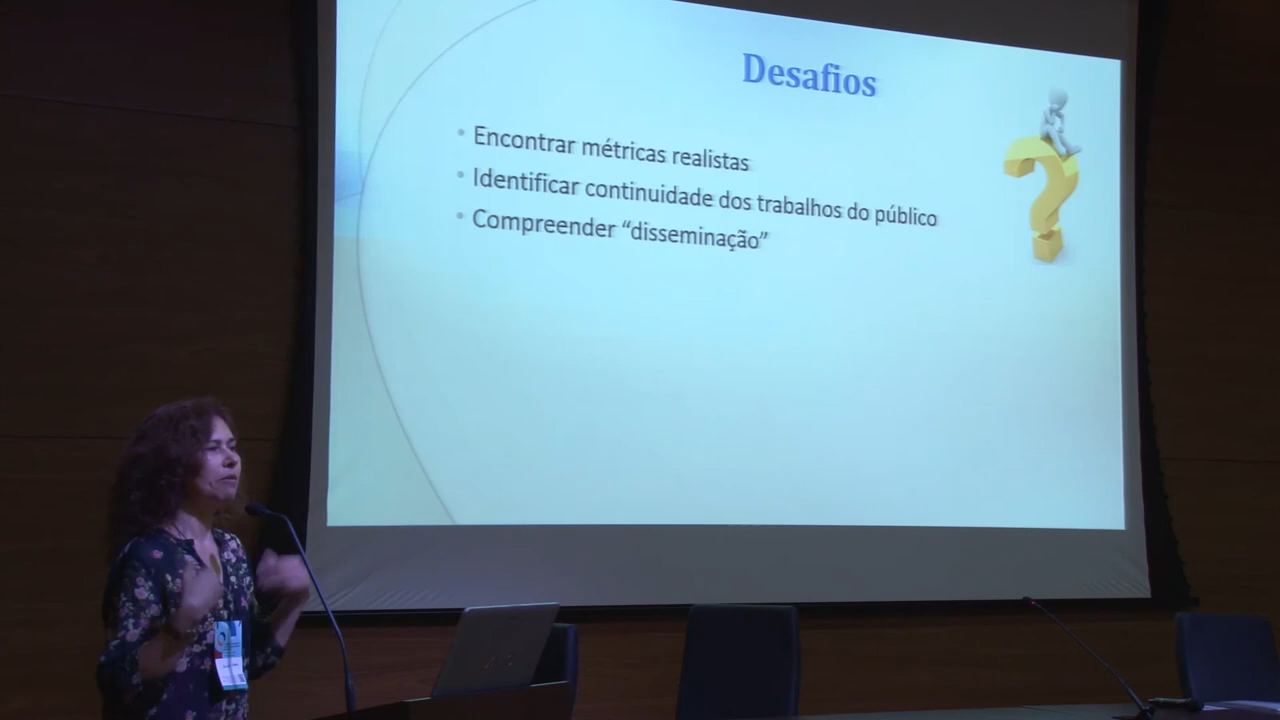 Desafios
• Encontrar métricas realistas
• Identificar continuidade dos trabalhos do público
• Compreender “disseminação”